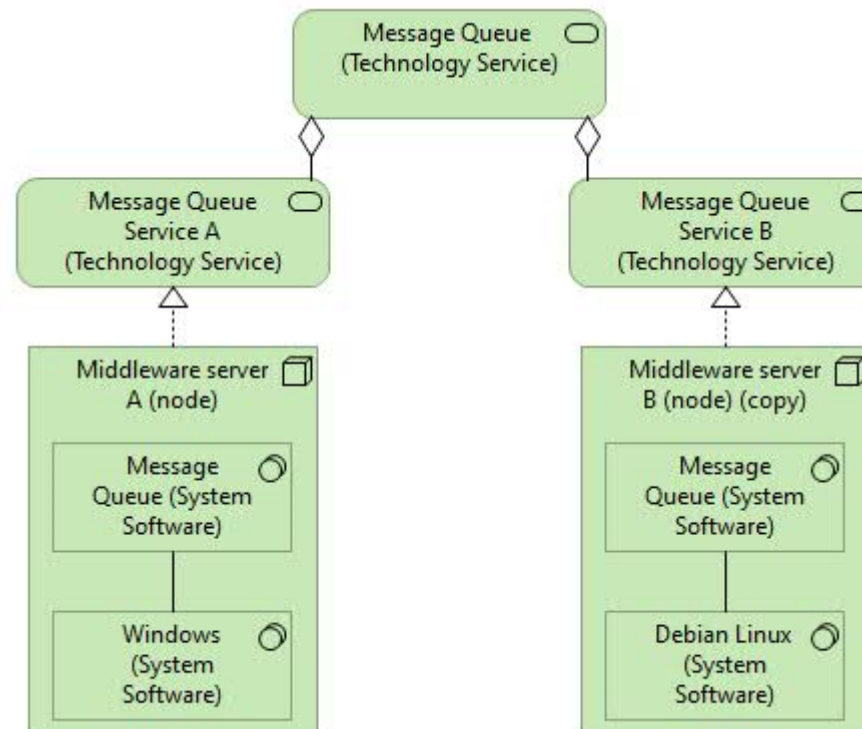 Message Queue
(Technology Service)
Message Queue
Service A
(Technology Service)
Message Queue
Service B
(Technology Service)
Middleware server
A (node)
Message
Queue (System
Software)
Windows
(System
Software)
Middleware server
B (node) (copy)
Message
Queue (System
Software)
Debian Linux
(System
Software)